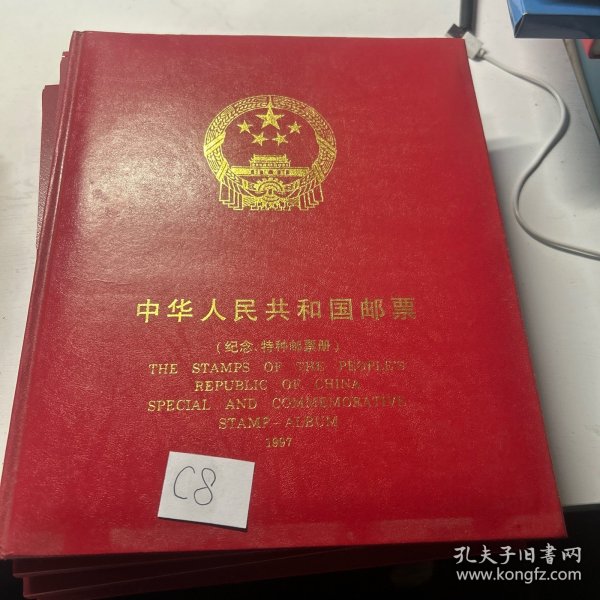 中华人民共和国邮票
（纪念、特种邮票册）
THE STAMPS OF THE PEOPLE'S
REPUBLIC OF CHINA
SPECIAL AND COMMEMORATIVE
STAMP-ALBUM
1997
C8
孔夫子旧书网
www.kongfz.com